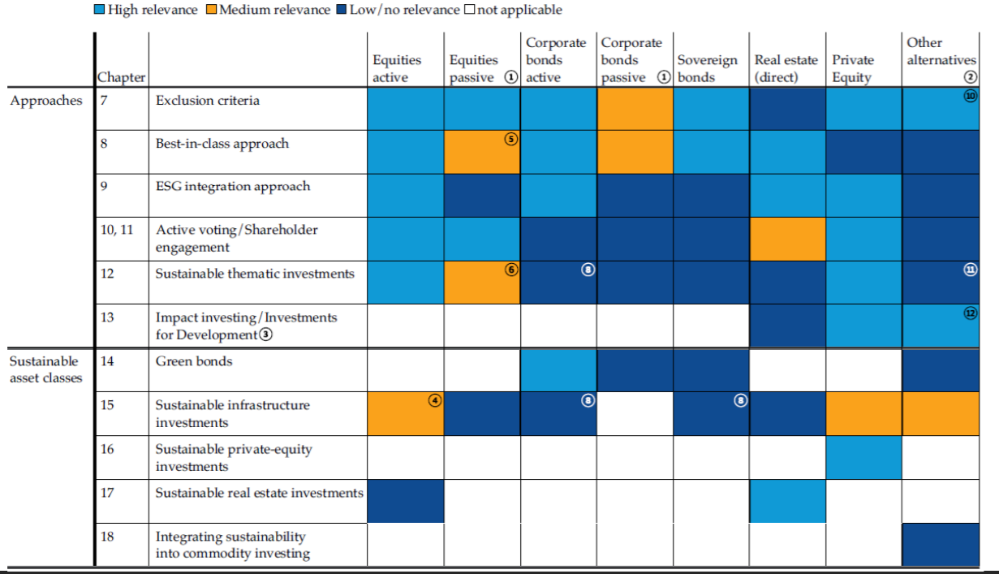 High relevance Medium relevance Low/no relevance not applicable
Chapter
Equities
active
Equities
passive ①
Corporate
bonds
active
Corporate
bonds
passive ①
Sovereign
bonds
Real estate
(direct)
Private
Equity
Other
alternatives
②
Approaches
7
Exclusion criteria
⑩
8
Best-in-class approach
⑤
9
ESG integration approach
10, 11
Active voting/Shareholder
engagement
12
Sustainable thematic investments
⑥
⑧
⑪
13
Impact investing/Investments
for Development③
⑫
Sustainable
asset classes
14
Green bonds
15
Sustainable infrastructure
investments
④
⑧
⑧
16
Sustainable private-equity
investments
17
Sustainable real estate investments
18
Integrating sustainability
into commodity investing